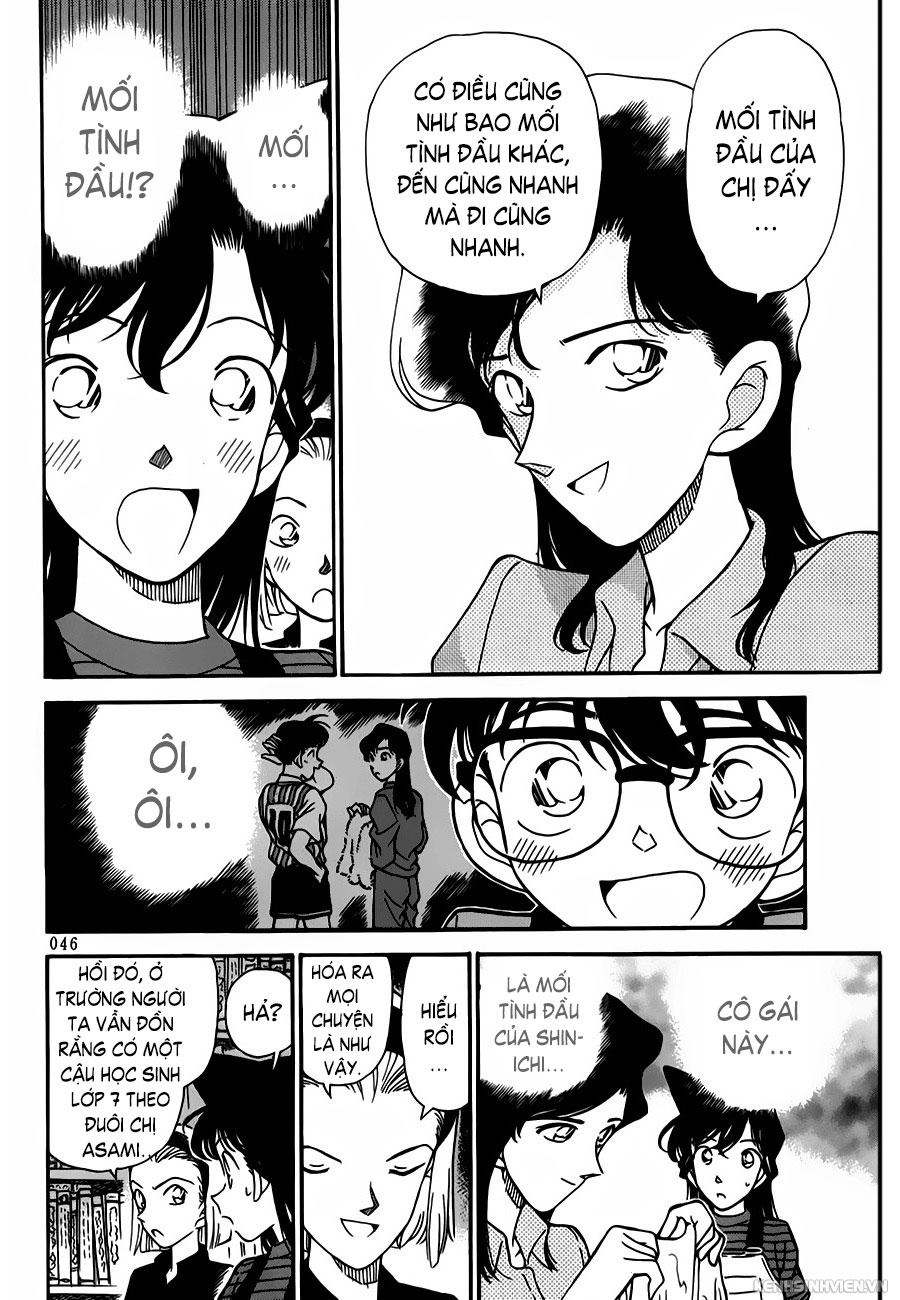 MỐI TÌNH
ĐẦU CỦA
CHỊ ĐẤY
...
CÓ ĐIỀU CŨNG
NHƯ BAO MỐI
TÌNH ĐẦU KHÁC,
ĐẾN CŨNG NHANH
MÀ ĐI CŨNG
NHANH.
MỐI
...
MỐI
TÌNH
ĐẦU!?
ÔI,
ÔI...
046
CÔ GÁI
NÀY...
LÀ MỐI
TÌNH ĐẦU
CỦA SHIN-
ICHI...
HIỂU
RỒI
...
HÓA RA
MỌI
CHUYỆN
LÀ NHƯ
VẬY.
HẢ?
HỒI ĐÓ, Ở
TRƯỜNG NGƯỜI
TA VẪN ĐỒN
RẰNG CÓ MỘT
CẬU HỌC SINH
LỚP 7 THEO
ĐUÔI CHỊ
ASAMI...
KENHSINHVIEN.VN